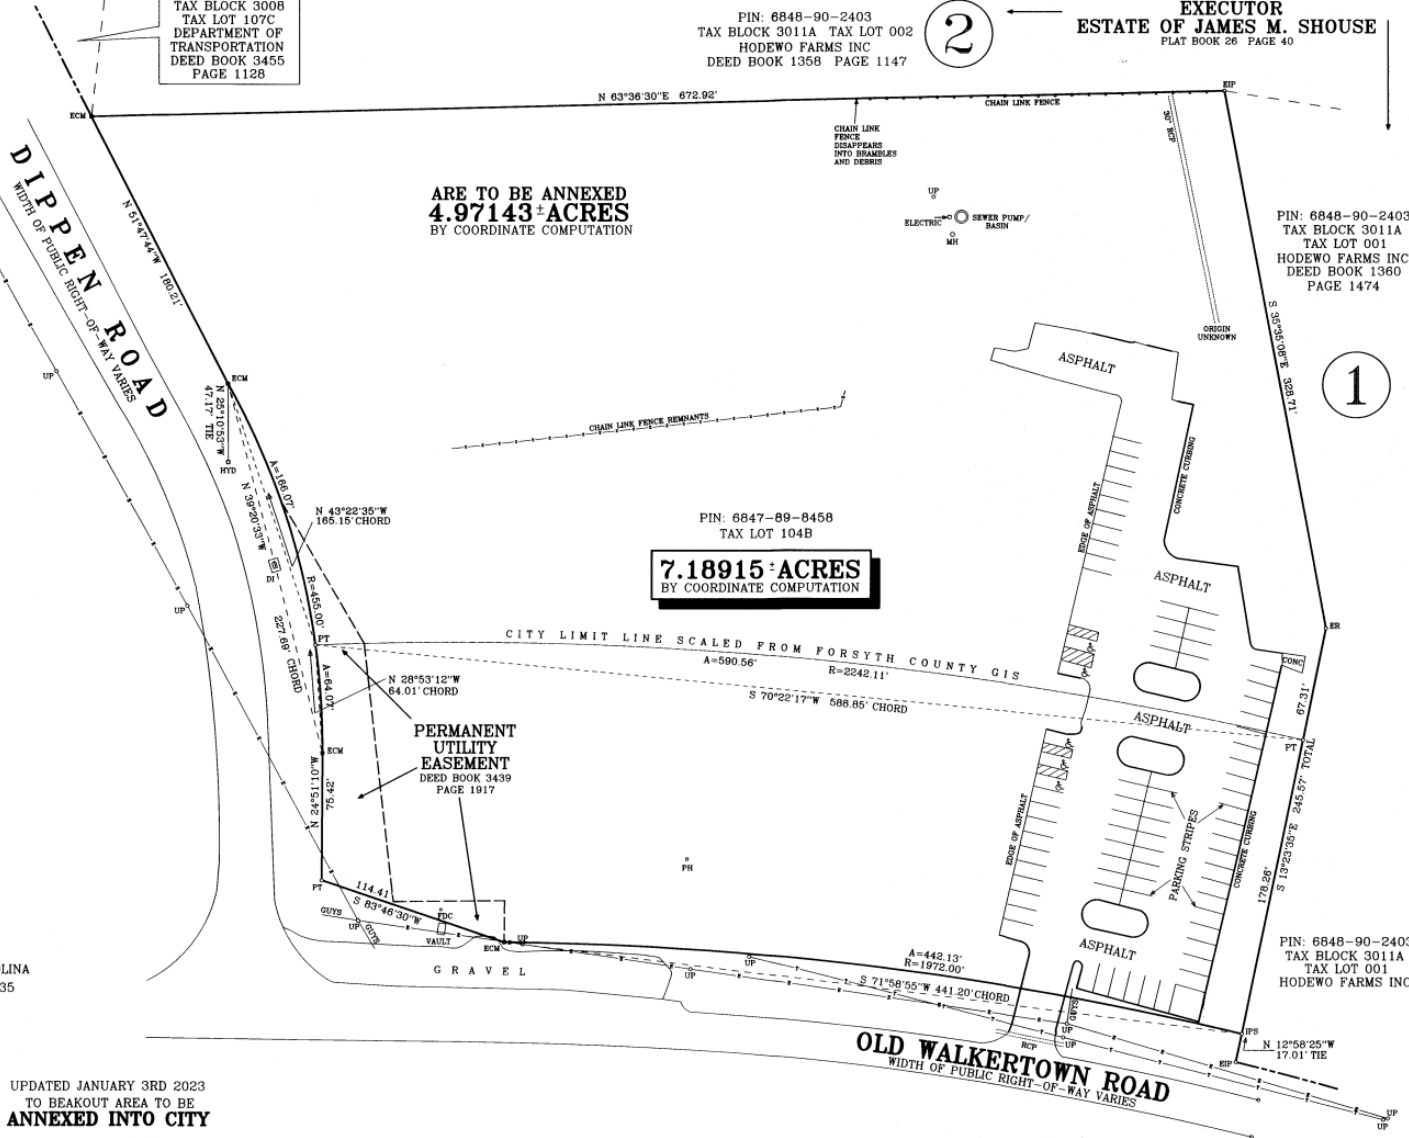 TAX BLOCK 3008
TAX LOT 107C
DEPARTMENT OF
TRANSPORTATION
DEED BOOK 3455
PAGE 1128
PIN: 6848-90-2403
TAX BLOCK 3011A TAX LOT 002
HODEWO FARMS INC
DEED BOOK 1358 PAGE 1147
2
EXECUTOR
ESTATE OF JAMES M. SHOUSE
PLAT BOOK 26 PAGE 40
ECM
N 63°36'30"E 672.92'
CHAIN LINK FENCE
EIP
CHAIN LINK
FENCE
DISAPPEARS
INTO BRAMBLES
AND DEBRIS
30" RCP
ORIGIN
UNKNOWN
DIPPEN ROAD
WIDTH OF PUBLIC RIGHT-OF-WAY VARIES
N 51°47'44"W 180.21'
ARE TO BE ANNEXED
4.97143± ACRES
BY COORDINATE COMPUTATION
UP
ELECTRIC
SEWER PUMP/
BASIN
MH
PIN: 6848-90-2403
TAX BLOCK 3011A
TAX LOT 001
HODEWO FARMS INC
DEED BOOK 1360
PAGE 1474
S 35°35'08"E 328.71'
1
UP
ECM
N 25°10'53"W
47.17' TIE
HYD
CHAIN LINK FENCE REMNANTS
ASPHALT
CONCRETE CURBING
EDGE OF ASPHALT
A=166.07'
R=455.00'
N 43°22'35"W
165.15' CHORD
N 39°20'33"W
227.69' CHORD
DI
PIN: 6847-89-8458
TAX LOT 104B
7.18915± ACRES
BY COORDINATE COMPUTATION
ASPHALT
UP
PT
CITY LIMIT LINE SCALED FROM FORSYTH COUNTY GIS
A=590.56'
R=2242.11'
S 70°22'17"W 588.85' CHORD
ER
CONC
67.31'
PT
A=64.07'
N 28°53'12"W
64.01' CHORD
ASPHALT
PERMANENT
UTILITY
EASEMENT
DEED BOOK 3439
PAGE 1917
ECM
N 24°15'10"W
75.42'
EDGE OF ASPHALT
PARKING STRIPES
CONCRETE CURBING
178.26'
S 13°23'35"E 245.57' TOTAL
PH
PT
114.41
S 83°46'30"W
GUYS
UP
GUYS
FDC
VAULT
ECM
UP
GRAVEL
UP
UP
A=442.13'
R=1972.00'
S 71°58'55"W 441.20' CHORD
ASPHALT
GUYS
UP
UP
RCP
PIN: 6848-90-2403
TAX BLOCK 3011A
TAX LOT 001
HODEWO FARMS INC
IPS
N 12°58'25"W
17.01' TIE
EIP
OLD WALKERTOWN ROAD
WIDTH OF PUBLIC RIGHT-OF-WAY VARIES
UP
UP
LINA
35
UPDATED JANUARY 3RD 2023
TO BEAKOUT AREA TO BE
ANNEXED INTO CITY